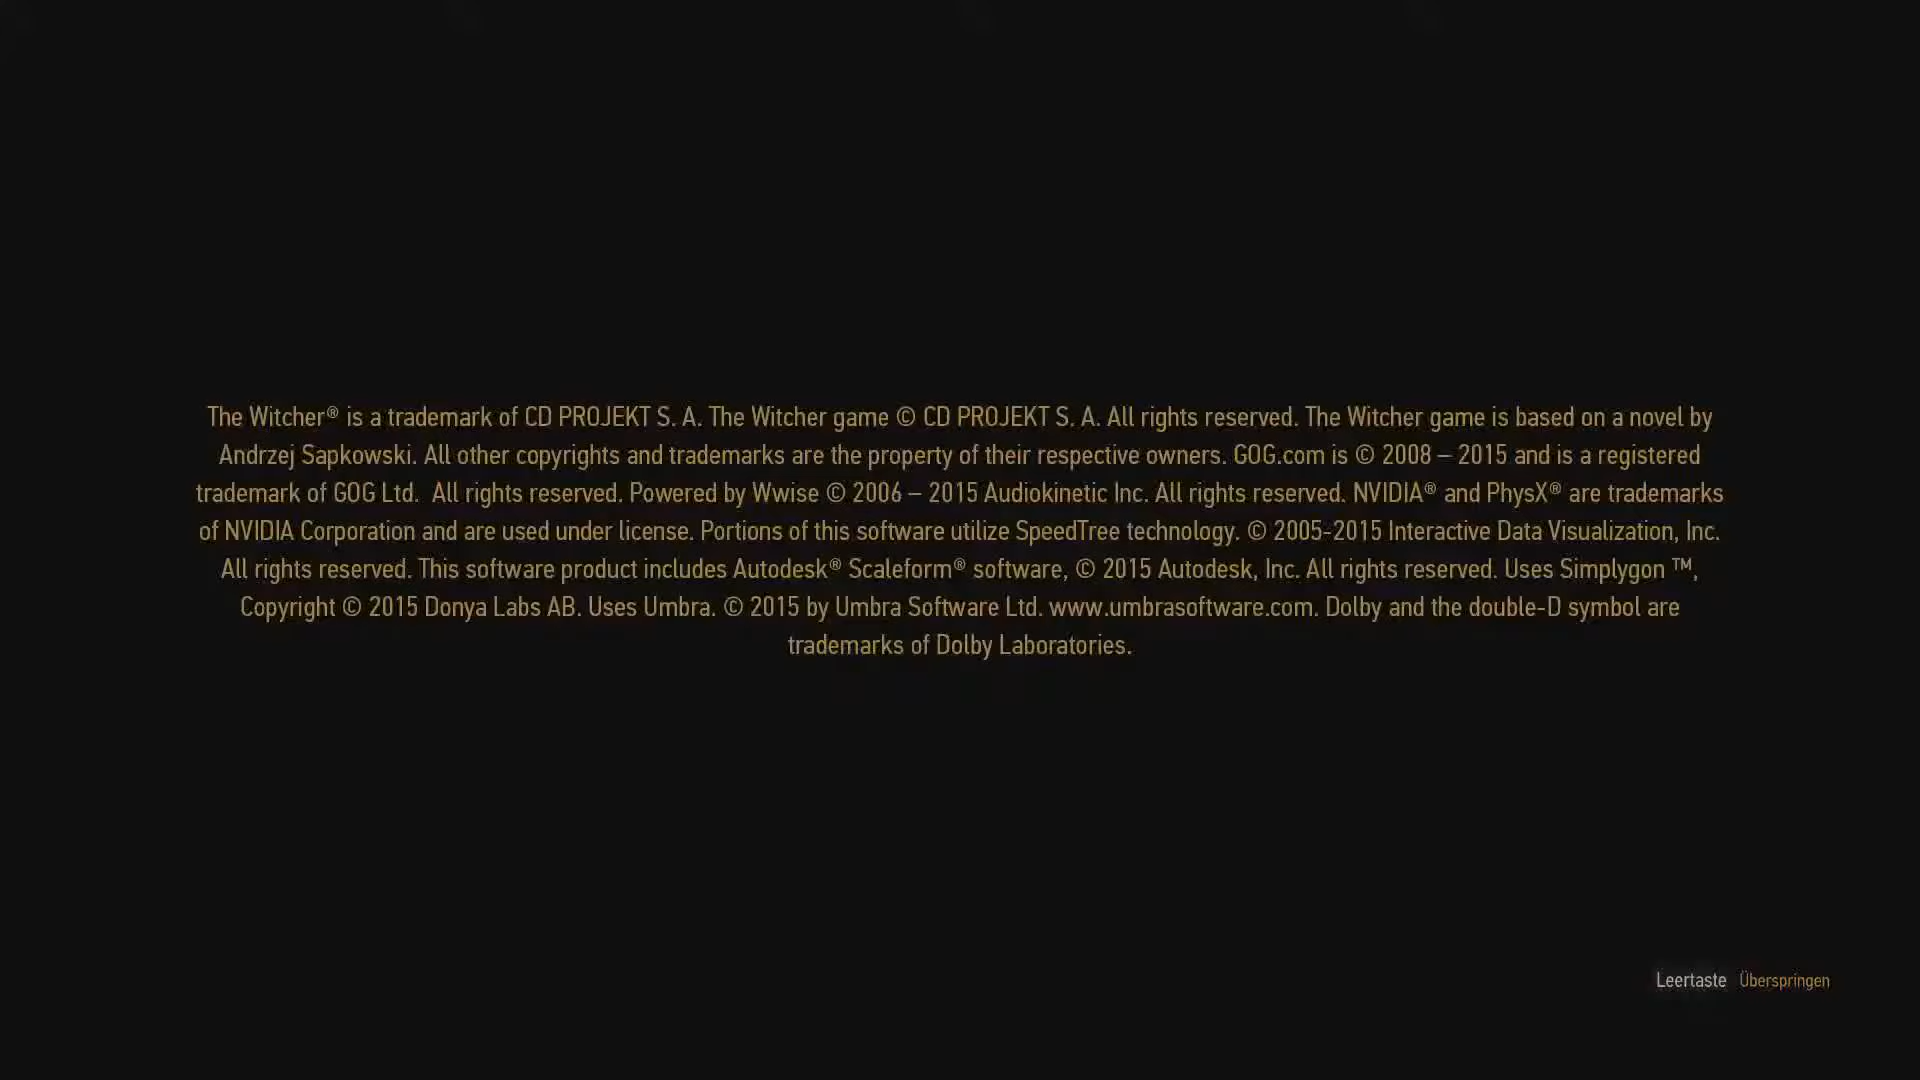 The Witcher® is a trademark of CD PROJEKT S. A. The Witcher game © CD PROJEKT S. A. All rights reserved. The Witcher game is based on a novel by
Andrzej Sapkowski. All other copyrights and trademarks are the property of their respective owners. GOG.com is © 2008 – 2015 and is a registered
trademark of GOG Ltd.  All rights reserved. Powered by Wwise © 2006 – 2015 Audiokinetic Inc. All rights reserved. NVIDIA® and PhysX® are trademarks
of NVIDIA Corporation and are used under license. Portions of this software utilize SpeedTree technology. © 2005-2015 Interactive Data Visualization, Inc.
All rights reserved. This software product includes Autodesk® Scaleform® software, © 2015 Autodesk, Inc. All rights reserved. Uses Simplygon ™,
Copyright © 2015 Donya Labs AB. Uses Umbra. © 2015 by Umbra Software Ltd. www.umbrasoftware.com. Dolby and the double-D symbol are
trademarks of Dolby Laboratories.
Leertaste Überspringen